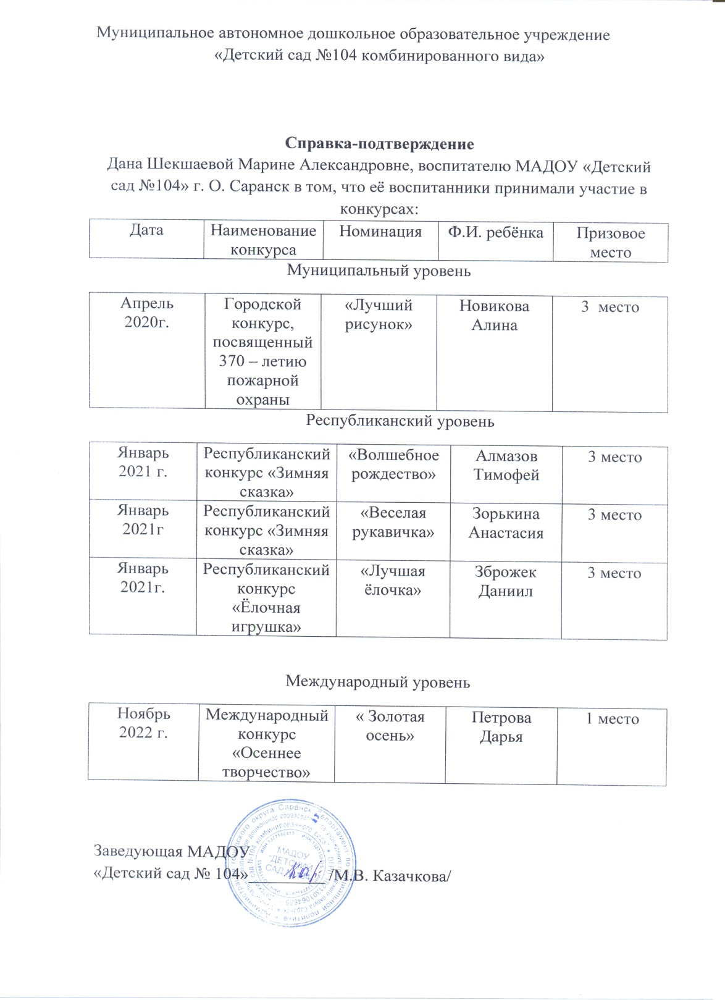 Муниципальное автономное дошкольное образовательное учреждение
«Детский сад №104 комбинированного вида»
Справка-подтверждение
Дана Шекшаевой Марине Александровне, воспитателю МАДОУ «Детский
сад №104» г. О. Саранск в том, что её воспитанники принимали участие в
конкурсах:
Дата
Наименование
конкурса
Номинация
Ф.И. ребёнка
Призовое
место
Муниципальный уровень
Апрель
2020г.
Городской
конкурс,
посвященный
370 – летию
пожарной
охраны
«Лучший
рисунок»
Новикова
Алина
3  место
Республиканский уровень
Январь
2021 г.
Республиканский
конкурс «Зимняя
сказка»
«Волшебное
рождество»
Алмазов
Тимофей
3 место
Январь
2021г
Республиканский
конкурс «Зимняя
сказка»
«Веселая
рукавичка»
Зорькина
Анастасия
3 место
Январь
2021г.
Республиканский
конкурс
«Ёлочная
игрушка»
«Лучшая
ёлочка»
Зброжек
Даниил
3 место
Международный уровень
Ноябрь
2022 г.
Международный
конкурс
«Осеннее
творчество»
« Золотая
осень»
Петрова
Дарья
1 место
Заведующая МАДОУ
«Детский сад № 104»_________ /М.В. Казачкова/
МАДОУ
"ДЕТСКИЙ
САД